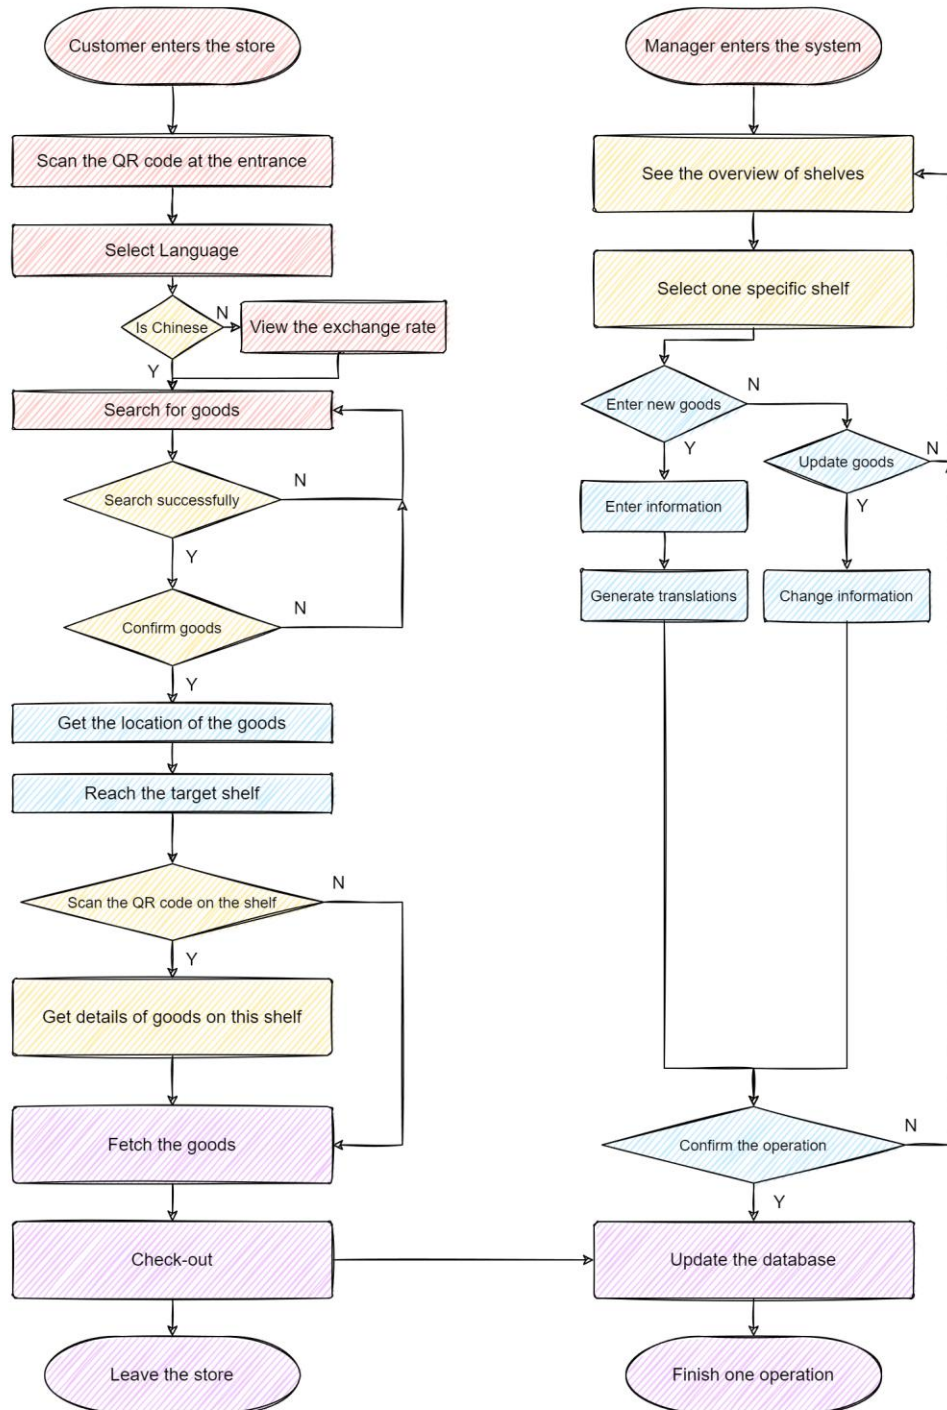 Customer enters the store
Scan the QR code at the entrance
Select Language
Is Chinese
N
View the exchange rate
Y
Search for goods
Search successfully
N
Y
Confirm goods
N
Y
Get the location of the goods
Reach the target shelf
Scan the QR code on the shelf
N
Y
Get details of goods on this shelf
Fetch the goods
Check-out
Leave the store
Manager enters the system
See the overview of shelves
Select one specific shelf
Enter new goods
N
Y
Update goods
N
Y
Enter information
Generate translations
Change information
Confirm the operation
N
Y
Update the database
Finish one operation